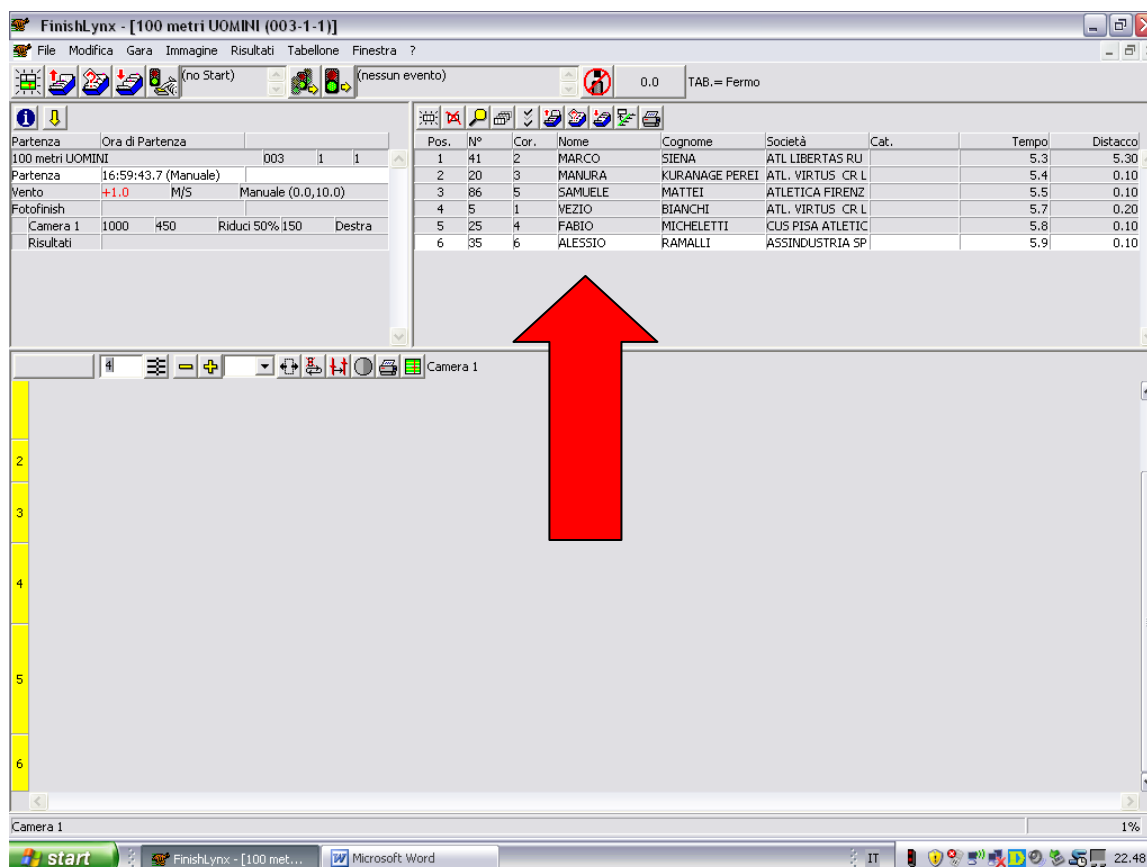 FinishLynx - [100 metri UOMINI (003-1-1)]
File Modifica Gara Immagine Risultati Tabellone Finestra ?
(no Start) (nessun evento) 0.0 TAB.= Fermo
Partenza Ora di Partenza
100 metri UOMINI 003 1 1
Partenza 16:59:43.7 (Manuale)
Vento +1.0 M/S Manuale (0.0,10.0)
Fotofinish
Camera 1 1000 450 Riduci 50% 150 Destra
Risultati
Pos. N° Cor. Nome Cognome Società Cat. Tempo Distacco
1 41 2 MARCO SIENA ATL LIBERTAS RU 5.3 5.30
2 20 3 MANURA KURANAGE PEREI ATL. VIRTUS CR L 5.4 0.10
3 86 5 SAMUELE MATTEI ATLETICA FIRENZ 5.5 0.10
4 5 1 VEZIO BIANCHI ATL. VIRTUS CR L 5.7 0.20
5 25 4 FABIO MICHELETTI CUS PISA ATLETIC 5.8 0.10
6 35 6 ALESSIO RAMALLI ASSINDUSTRIA SP 5.9 0.10
4 Camera 1
2
3
4
5
6
Camera 1 1%
start FinishLynx - [100 met... Microsoft Word IT 22.48